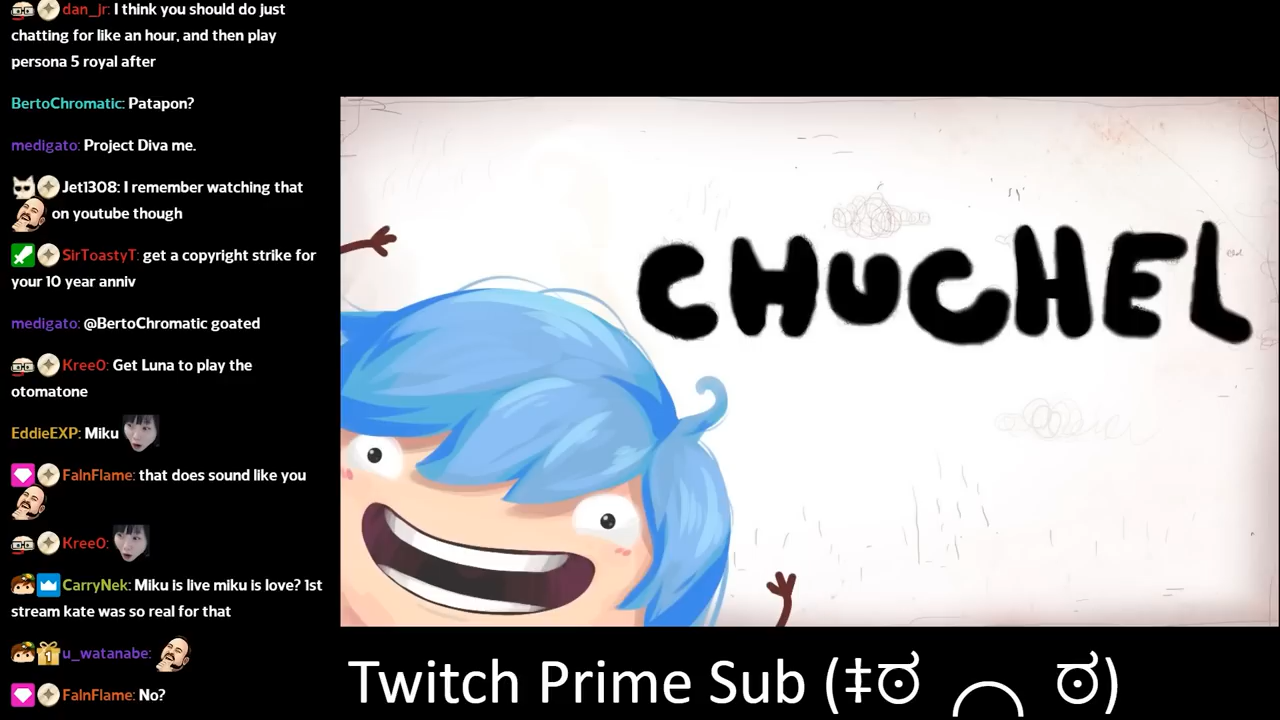 dan_jr: I think you should do just
chatting for like an hour, and then play
persona 5 royal after
BertoChromatic: Patapon?
medigato: Project Diva me.
Jet1308: I remember watching that
on youtube though
SirToastyT: get a copyright strike for
your 10 year anniv
medigato: @BertoChromatic goated
KreeO: Get Luna to play the
otomatone
EddieEXP: Miku
FalnFlame: that does sound like you
KreeO:
CarryNek: Miku is live miku is love? 1st
stream kate was so real for that
1 u_watanabe:
FalnFlame: No?
CHUCHEL
Twitch Prime Sub (‡ಠ ╭╮ ಠ)